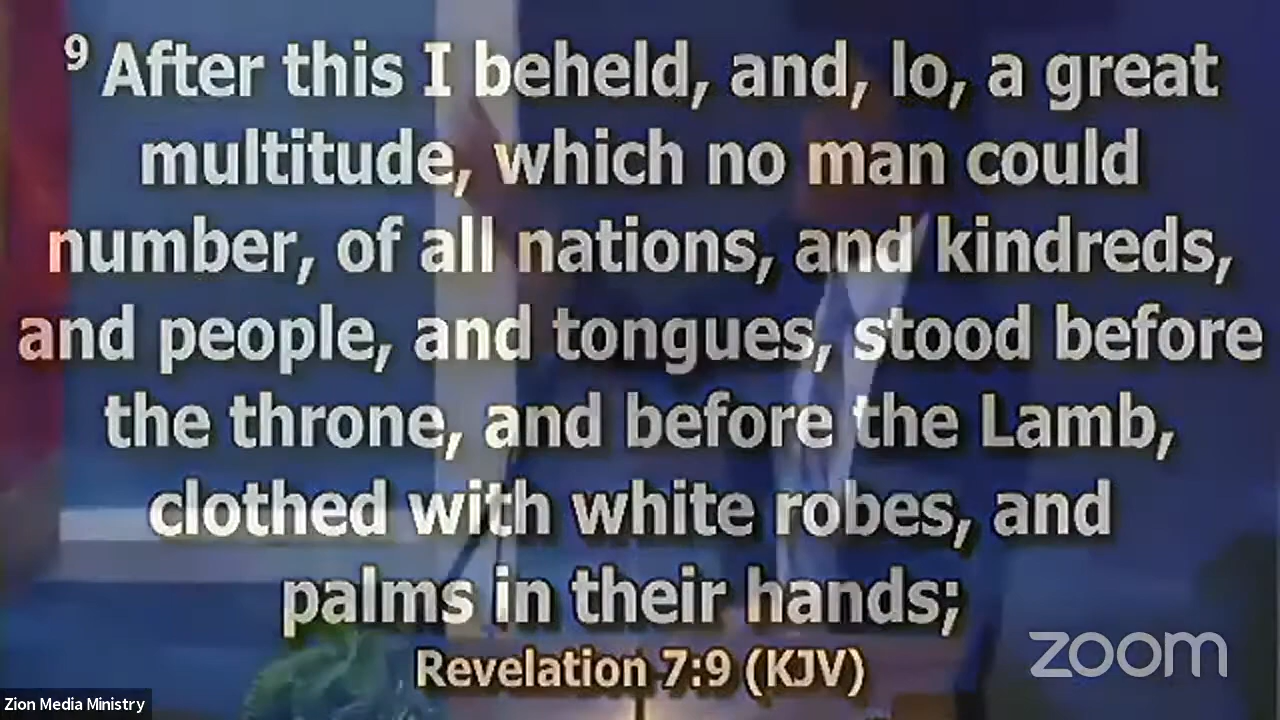 9 After this I beheld, and, lo, a great
multitude, which no man could
number, of all nations, and kindreds,
and people, and tongues, stood before
the throne, and before the Lamb,
clothed with white robes, and
palms in their hands;
Revelation 7:9 (KJV)
zoom
Zion Media Ministry